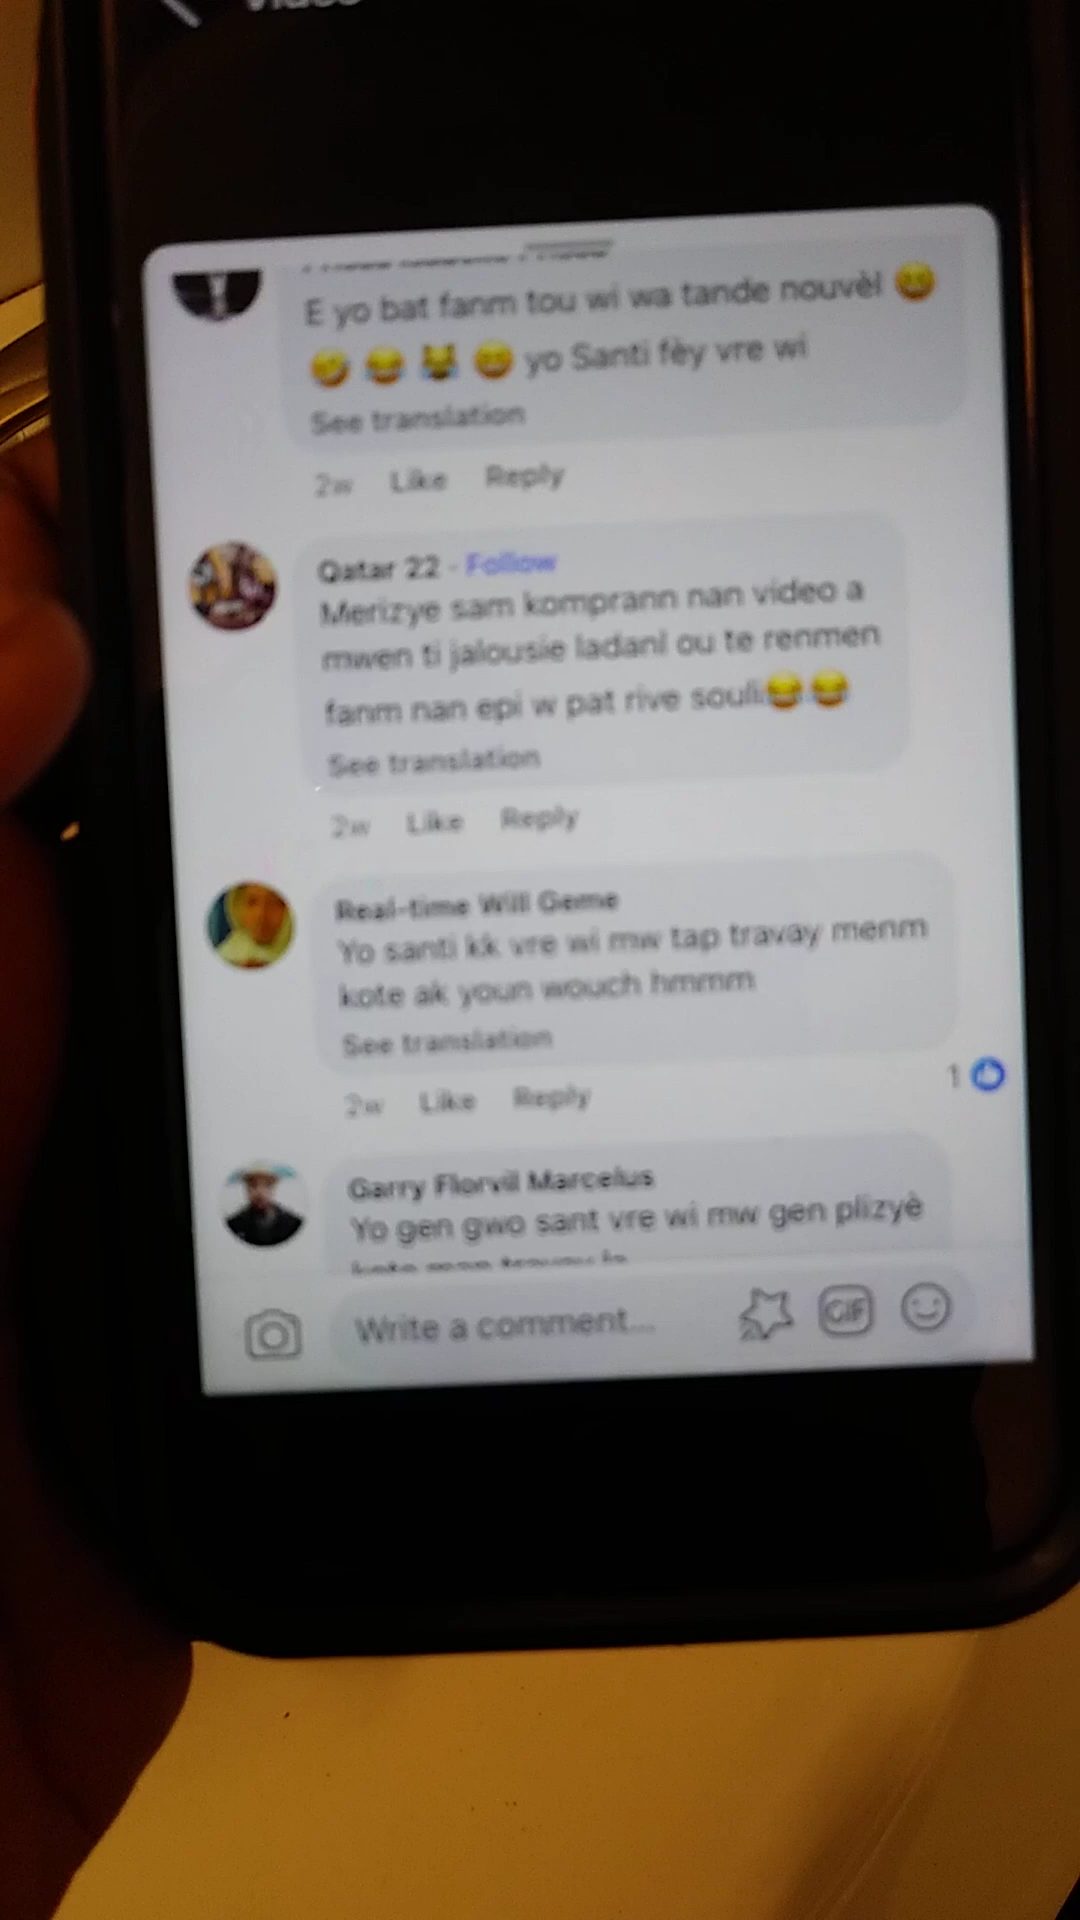 E yo bat fanm tou wi wa tande nouvèl 😄
🤣 😂 😹 😄 yo Santi fèy vre wi
See translation
2w Like Reply
Qatar 22 · Follow
Merizye sam komprann nan video a
mwen ti jalousie ladanl ou te renmen
fanm nan epi w pat rive souli😂😂
See translation
2w Like Reply
Real-time Will Geme
Yo santi kk vre wi mw tap travay menm
kote ak youn wouch hmmm
See translation
2w Like Reply
1
Garry Florvil Marcelus
Yo gen gwo sant vre wi mw gen plizyè
Write a comment...
GIF